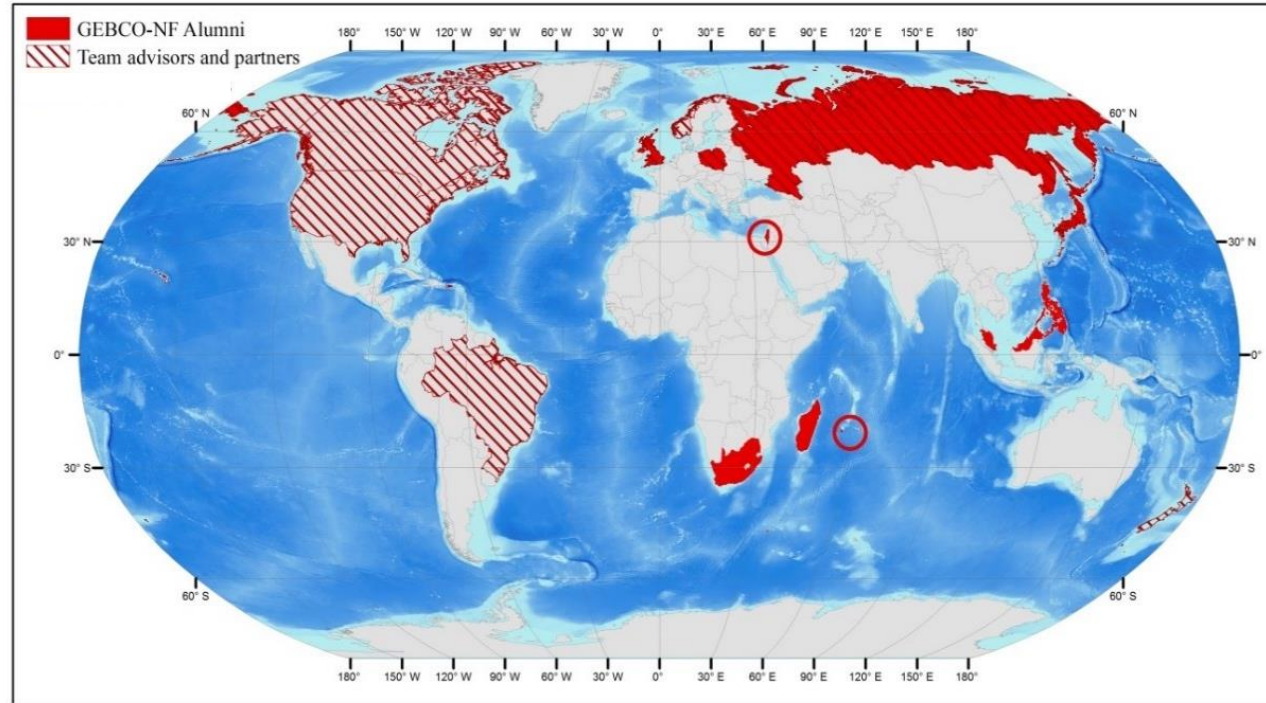 GEBCO-NF Alumni
Team advisors and partners
180° 150° W 120° W 90° W 60° W 30° W 0° 30° E 60° E 90° E 120° E 150° E 180°
60° N 60° N
30° N 30° N
0° 0°
30° S 30° S
60° S 60° S
180° 150° W 120° W 90° W 60° W 30° W 0° 30° E 60° E 90° E 120° E 150° E 180°